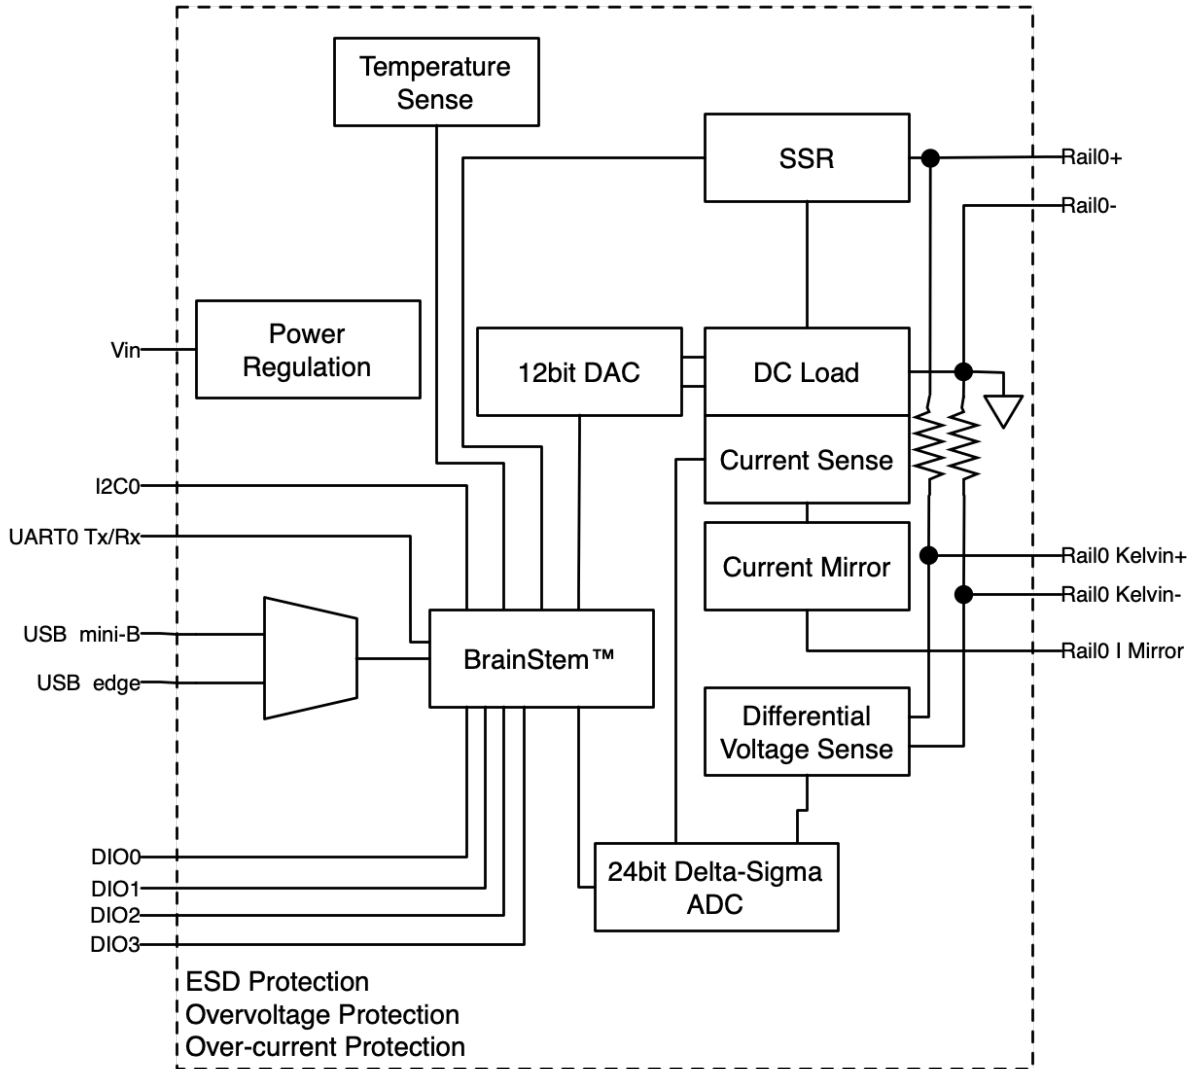 Temperature
Sense
SSR
Rail0+
Rail0-
Power
Regulation
Vin
12bit DAC
DC Load
Current Sense
I2C0
UART0 Tx/Rx
Current Mirror
Rail0 Kelvin+
Rail0 Kelvin-
USB mini-B
BrainStem™
Rail0 I Mirror
USB edge
Differential
Voltage Sense
DIO0
DIO1
DIO2
DIO3
24bit Delta-Sigma
ADC
ESD Protection
Overvoltage Protection
Over-current Protection